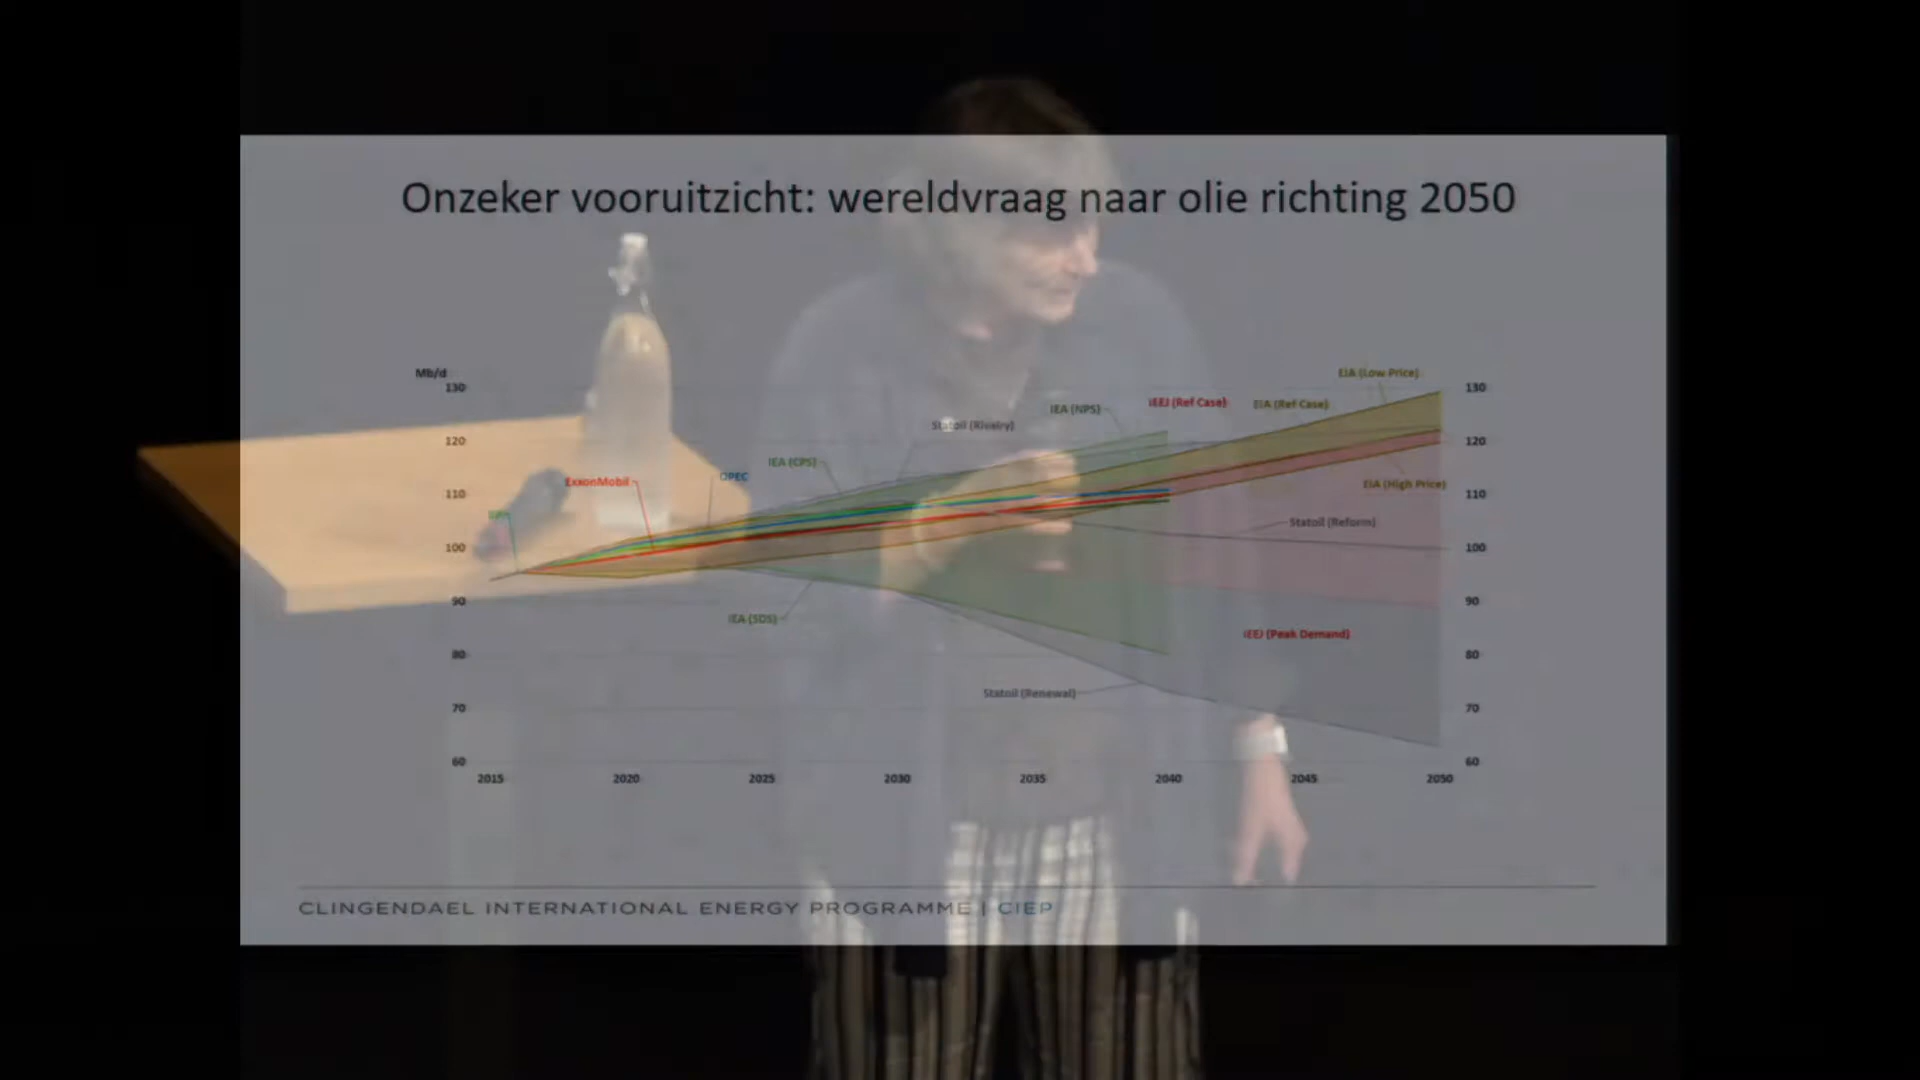 Onzeker vooruitzicht: wereldvraag naar olie richting 2050
Mb/d
130
120
110
100
90
80
70
60
ExxonMobil
OPEC
IEA (CPS)
Statoil (Rivalry)
IEA (NPS)
IEEJ (Ref Case)
EIA (Ref Case)
EIA (Low Price)
EIA (High Price)
Statoil (Reform)
IEEJ (Peak Demand)
IEA (SDS)
Statoil (Renewal)
130
120
110
100
90
80
70
60
2015 2020 2025 2030 2035 2040 2045 2050
CLINGENDAEL INTERNATIONAL ENERGY PROGRAMME | CIEP